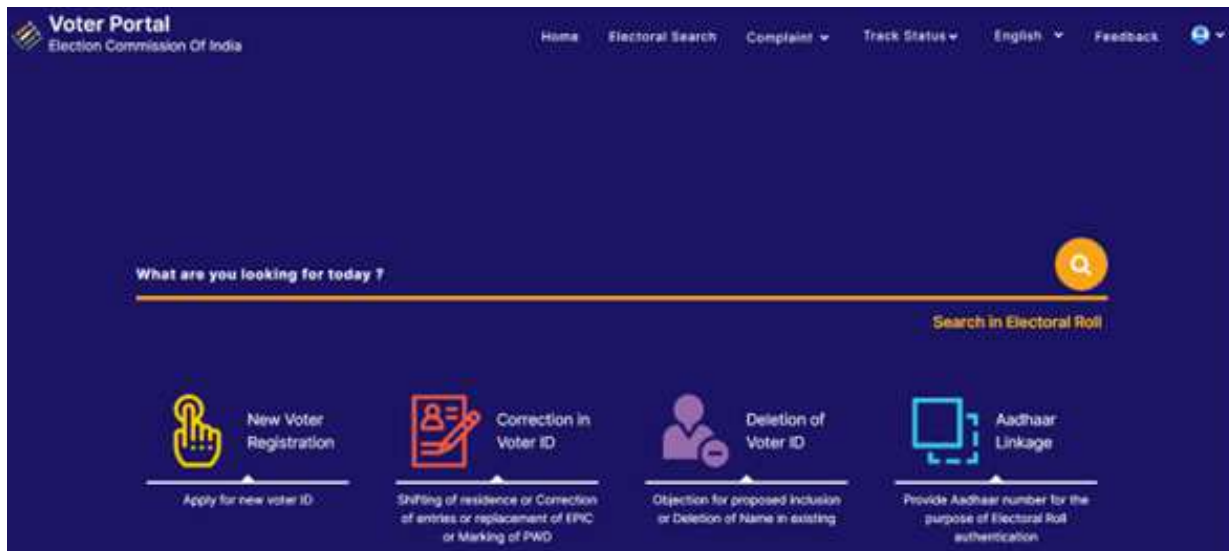 Voter Portal
Election Commission Of India
Home Electoral Search Complaint Track Status English Feedback
What are you looking for today ?
Search in Electoral Roll
New Voter
Registration
Apply for new voter ID
Correction in
Voter ID
Shifting of residence or Correction
of entries or replacement of EPIC
or Marking of PWD
Deletion of
Voter ID
Objection for proposed inclusion
or Deletion of Name in existing
Aadhaar
Linkage
Provide Aadhaar number for the
purpose of Electoral Roll
authentication